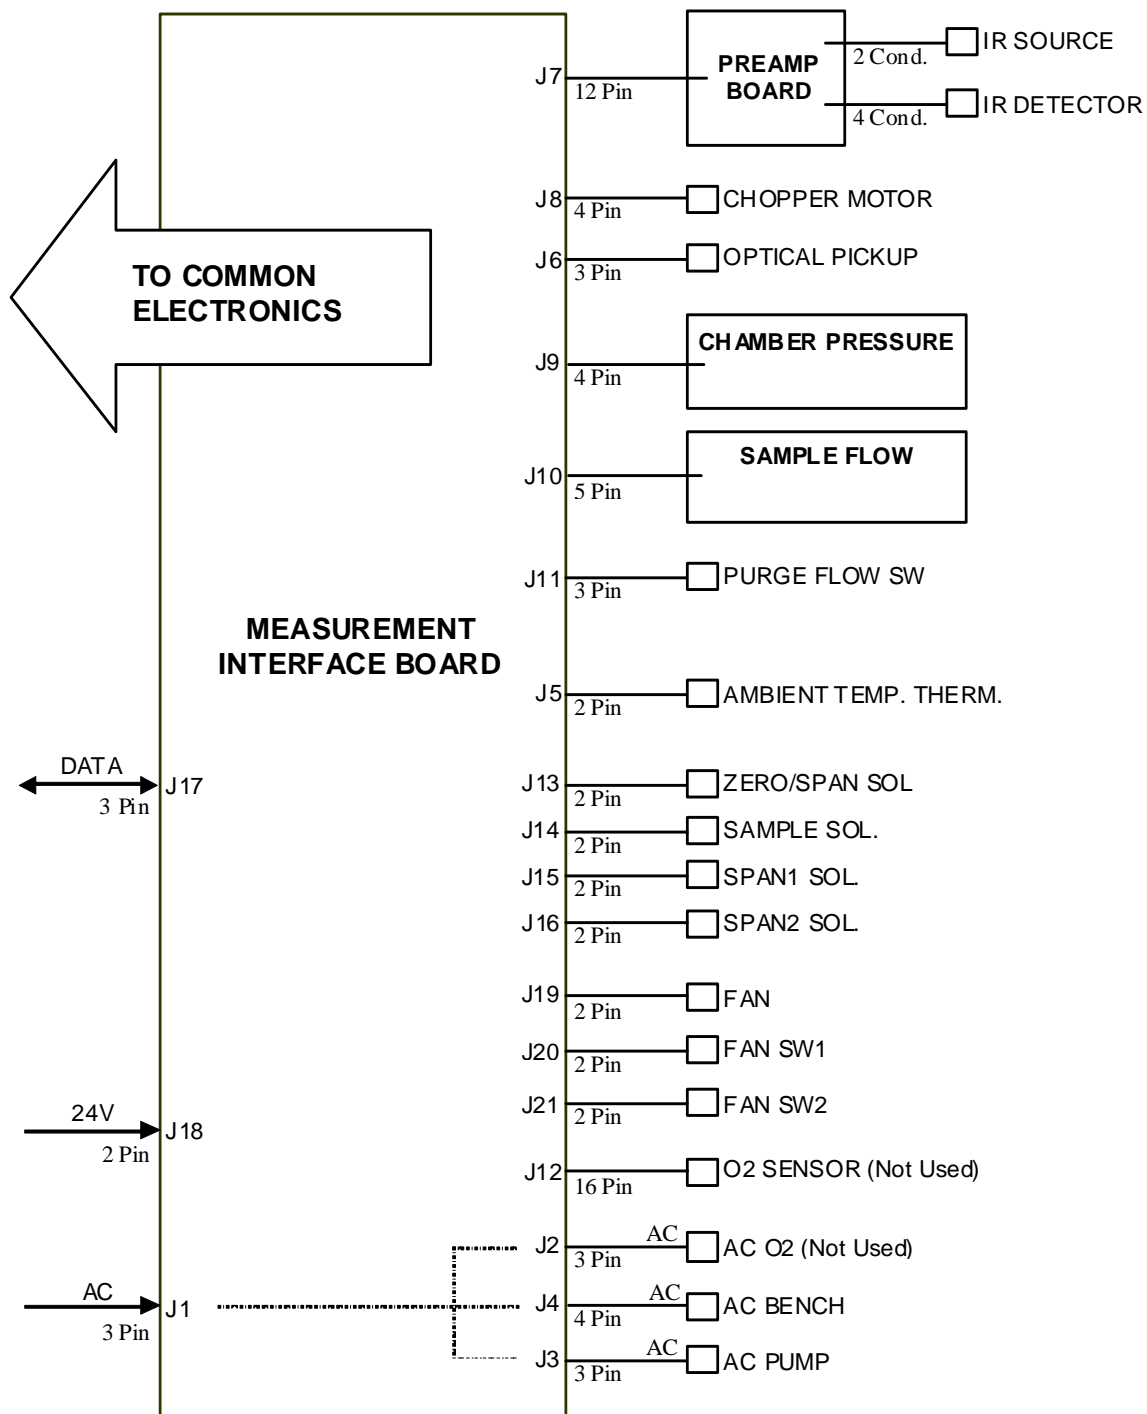 J7
12 Pin
PREAMP
BOARD
2 Cond.
IR SOURCE
4 Cond.
IR DETECTOR
J8
4 Pin
CHOPPER MOTOR
J6
3 Pin
OPTICAL PICKUP
TO COMMON
ELECTRONICS
J9
4 Pin
CHAMBER PRESSURE
J10
5 Pin
SAMPLE FLOW
J11
3 Pin
PURGE FLOW SW
MEASUREMENT
INTERFACE BOARD
J5
2 Pin
AMBIENT TEMP. THERM.
DATA
3 Pin
J17
J13
2 Pin
ZERO/SPAN SOL
J14
2 Pin
SAMPLE SOL.
J15
2 Pin
SPAN1 SOL.
J16
2 Pin
SPAN2 SOL.
J19
2 Pin
FAN
J20
2 Pin
FAN SW1
J21
2 Pin
FAN SW2
24V
2 Pin
J18
J12
16 Pin
O2 SENSOR (Not Used)
J2
3 Pin
AC
AC O2 (Not Used)
AC
3 Pin
J1
J4
4 Pin
AC
AC BENCH
J3
3 Pin
AC
AC PUMP